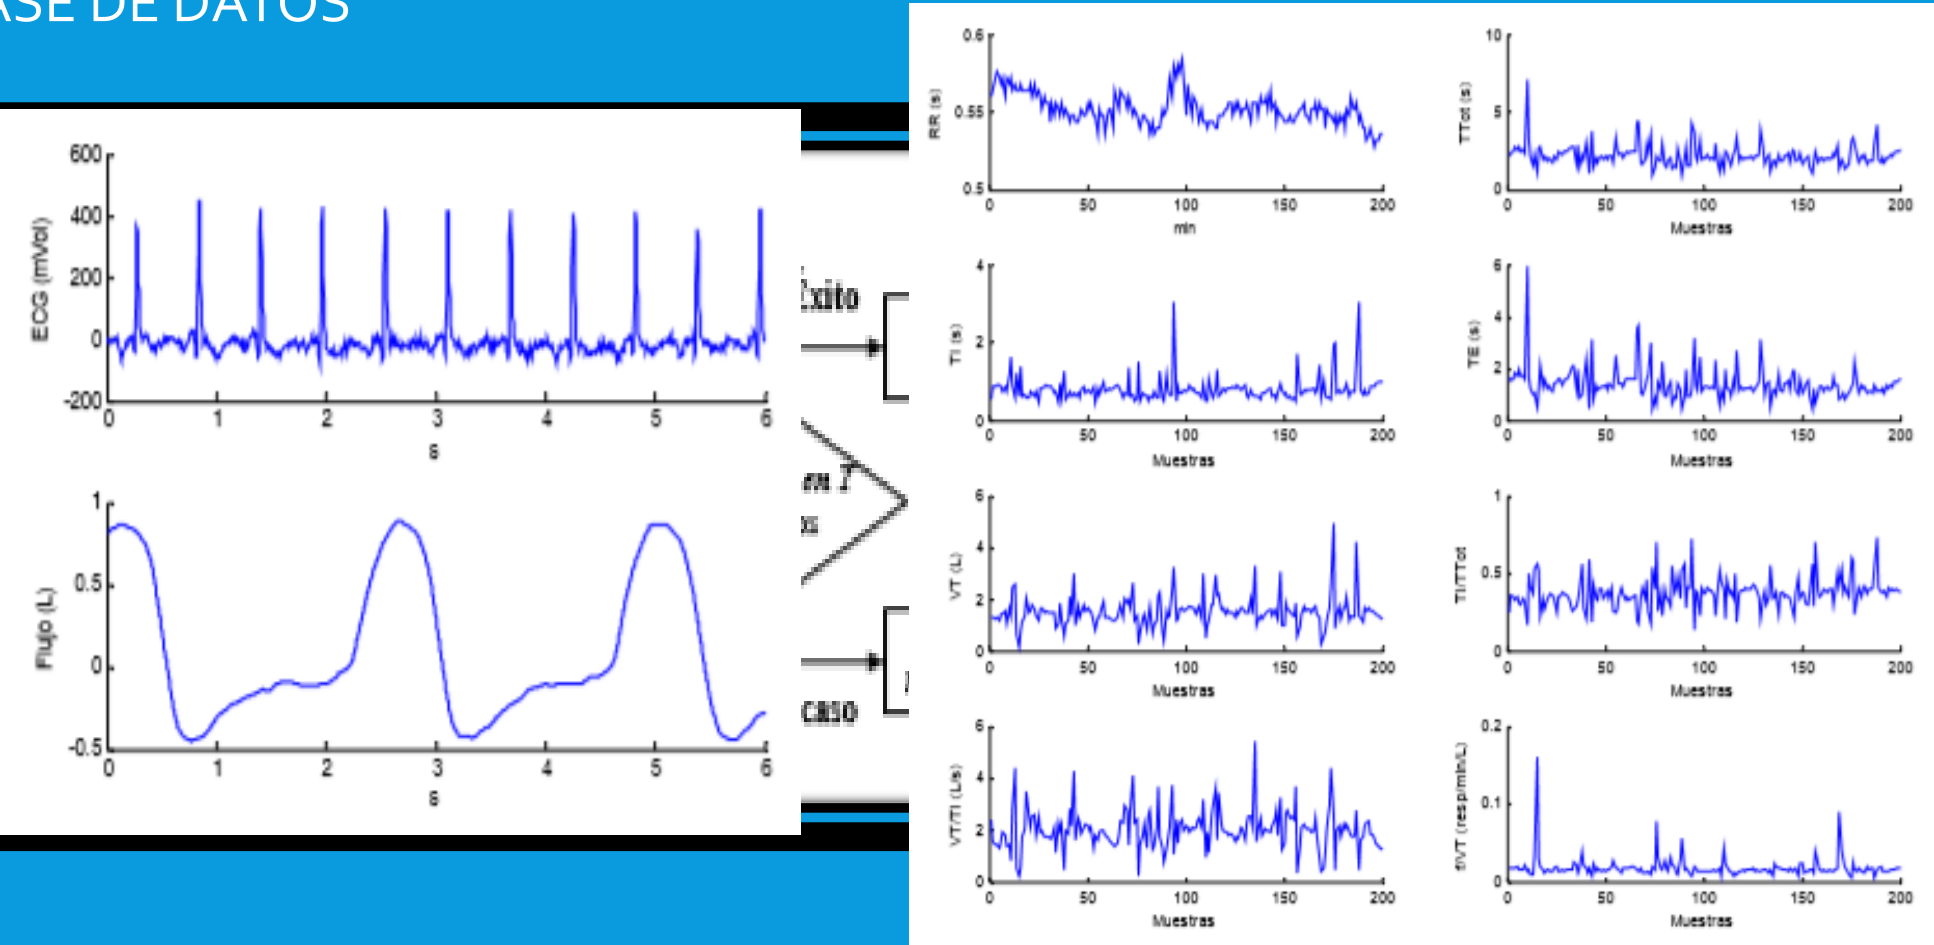 ASE DE DATOS
600
400
200
0
-200
ECG (mVol)
0 1 2 3 4 5 6
s
1
0.5
0
-0.5
Flujo (L)
0 1 2 3 4 5 6
s
Éxito
en T
os
caso
0.6
0.55
0.5
RR (s)
0 50 100 150 200
min
10
5
0
TTot (s)
0 50 100 150 200
Muestras
4
2
0
TI (s)
0 50 100 150 200
Muestras
6
4
2
0
TE (s)
0 50 100 150 200
Muestras
6
4
2
0
VT (L)
0 50 100 150 200
Muestras
1
0.5
0
TI/TTot
0 50 100 150 200
Muestras
6
4
2
0
VT/TI (L/s)
0 50 100 150 200
Muestras
0.2
0.1
0
f/VT (resp/min/L)
0 50 100 150 200
Muestras